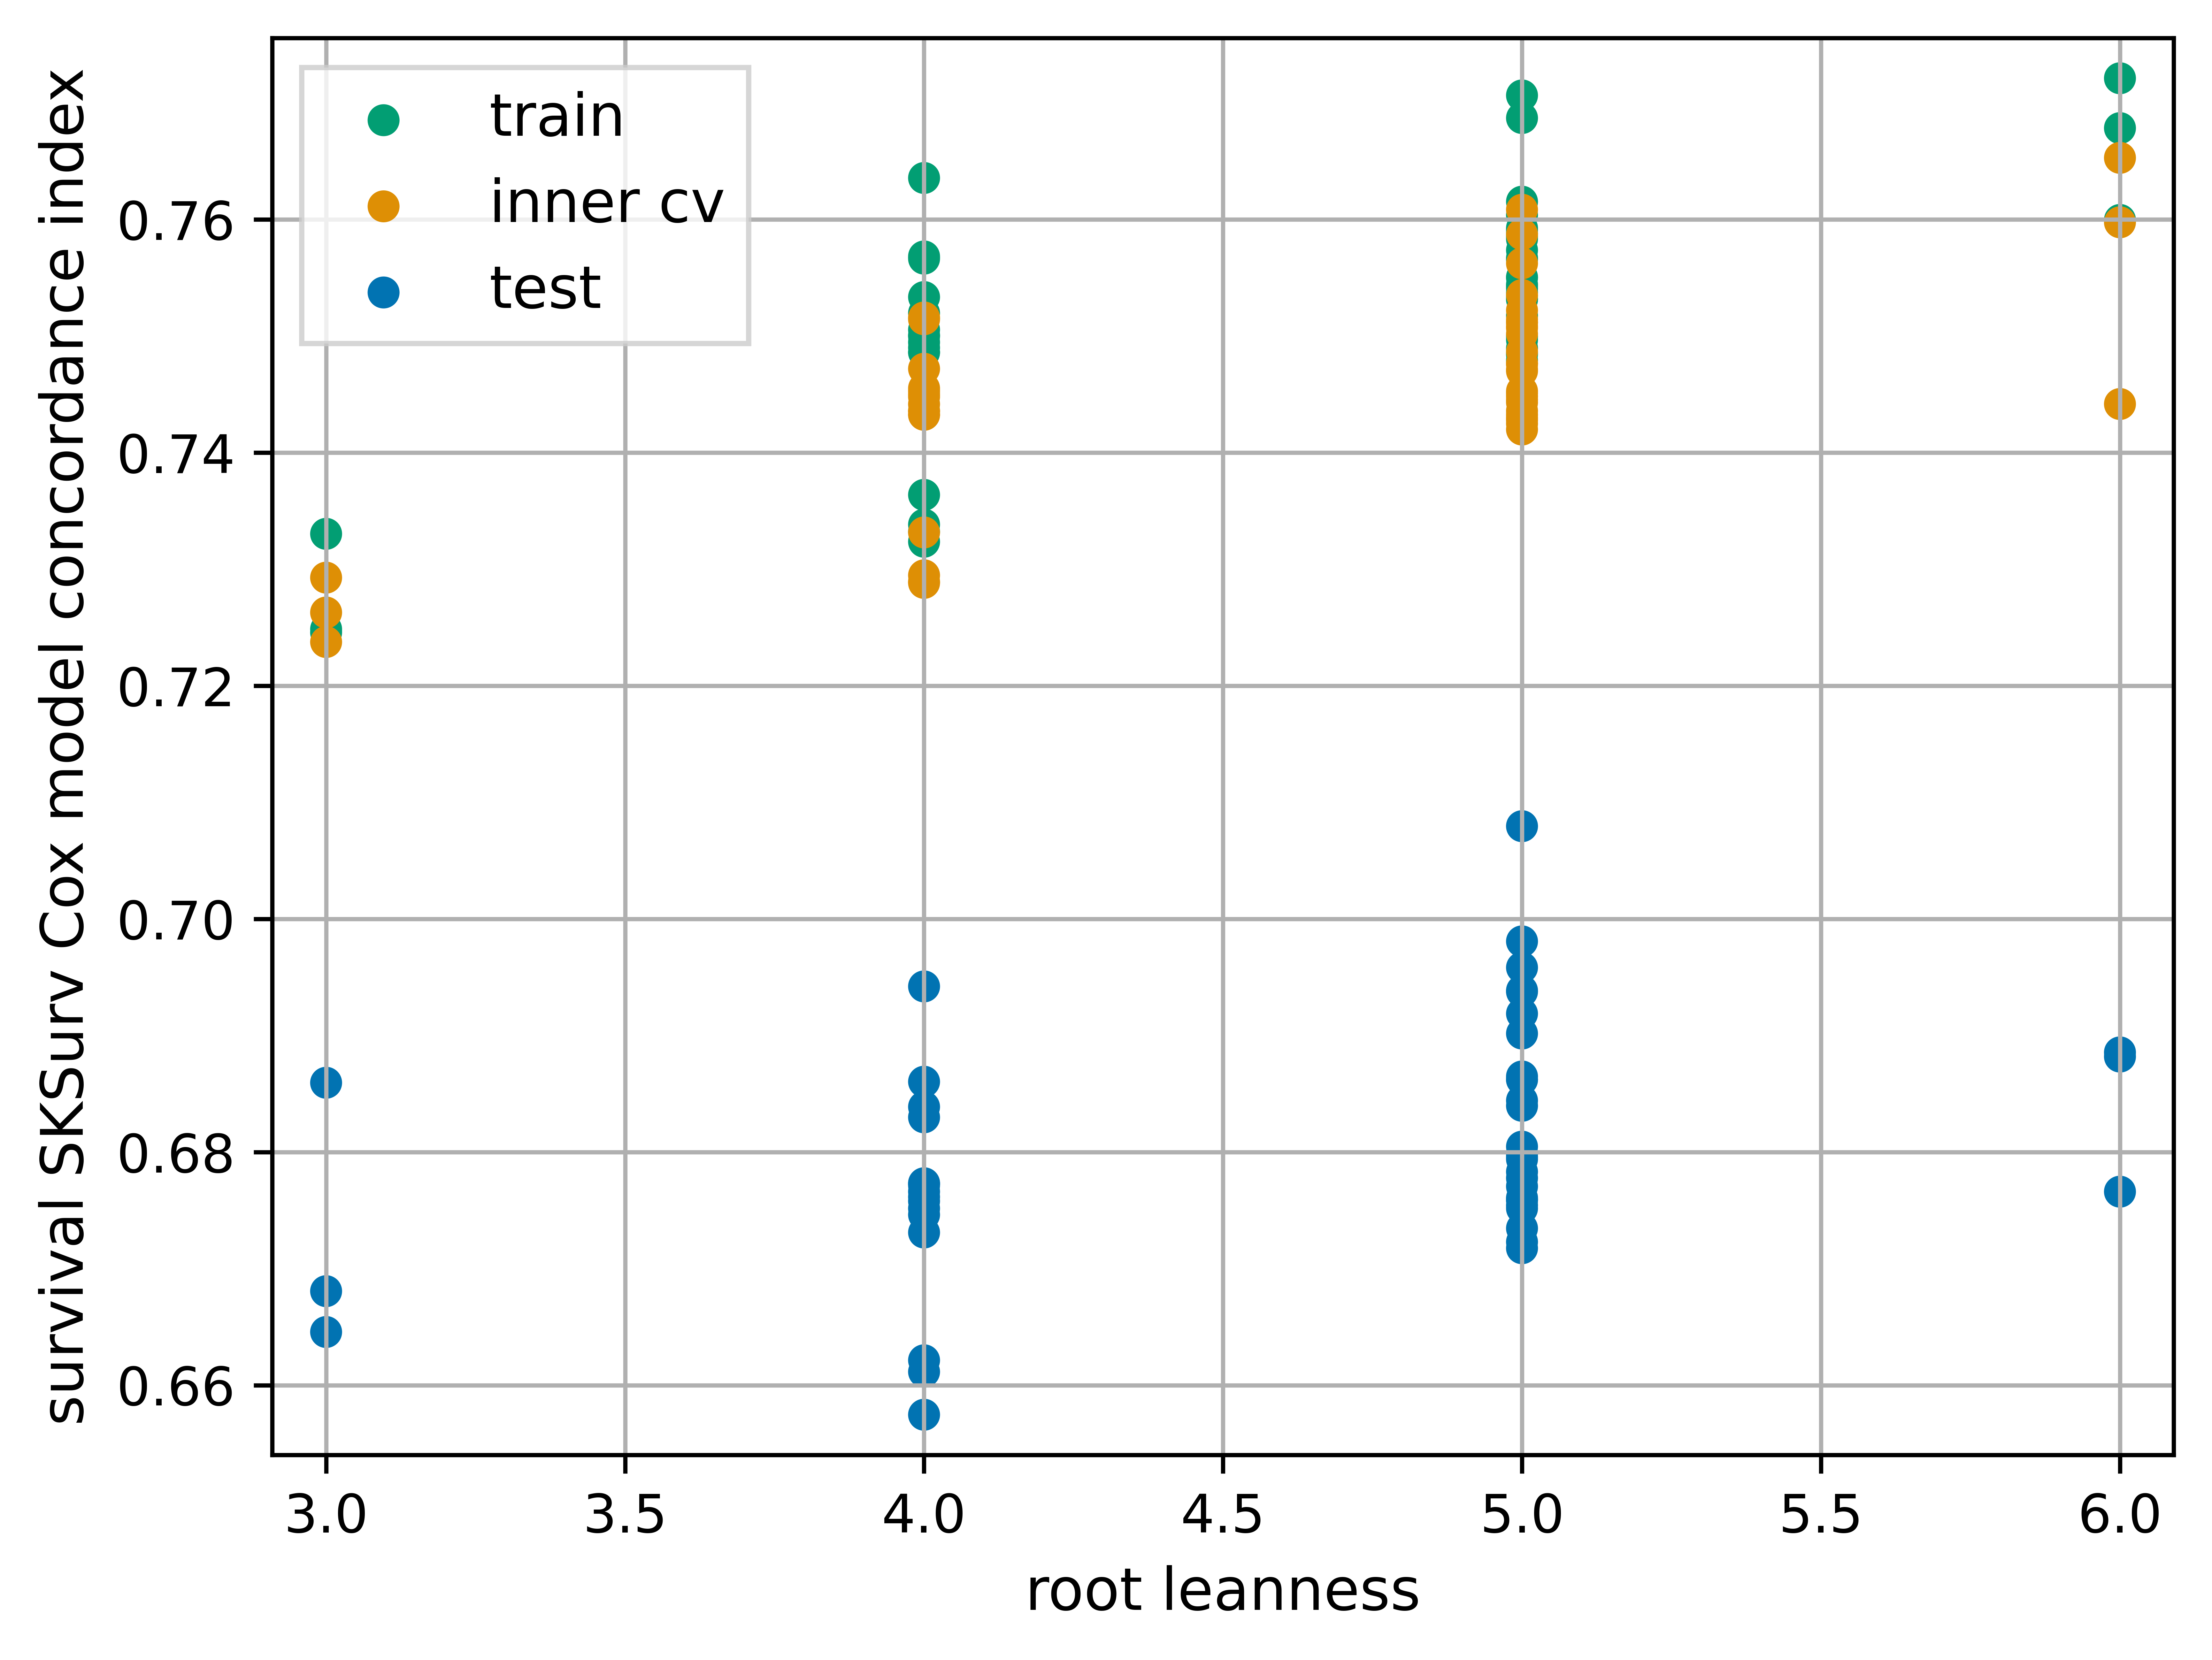 survival SKSurv Cox model concordance index
train
inner cv
test
0.76
0.74
0.72
0.70
0.68
0.66
3.0
3.5
4.0
4.5
5.0
5.5
6.0
root leanness